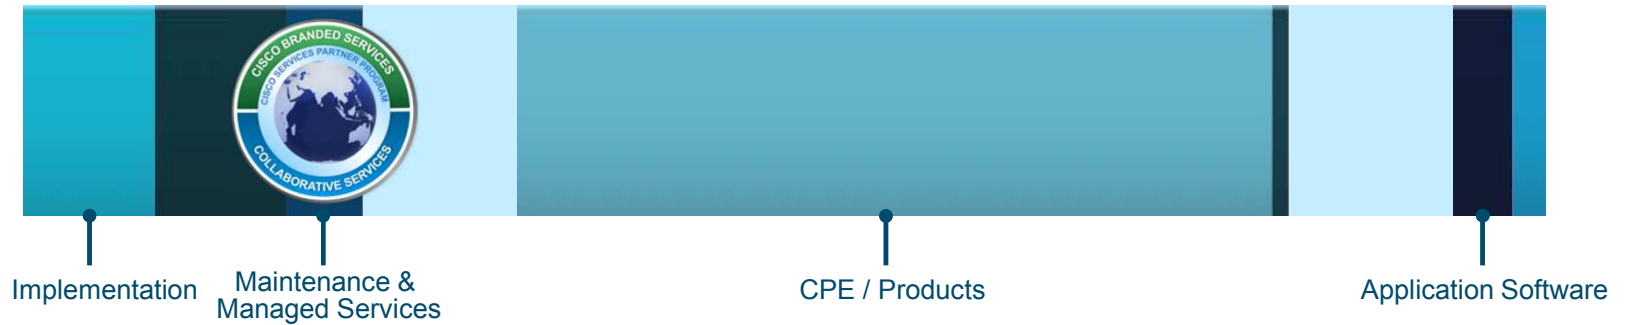 CISCO BRANDED SERVICES
CISCO SERVICES PARTNER PROGRAM
COLLABORATIVE SERVICES
Implementation
Maintenance &
Managed Services
CPE / Products
Application Software